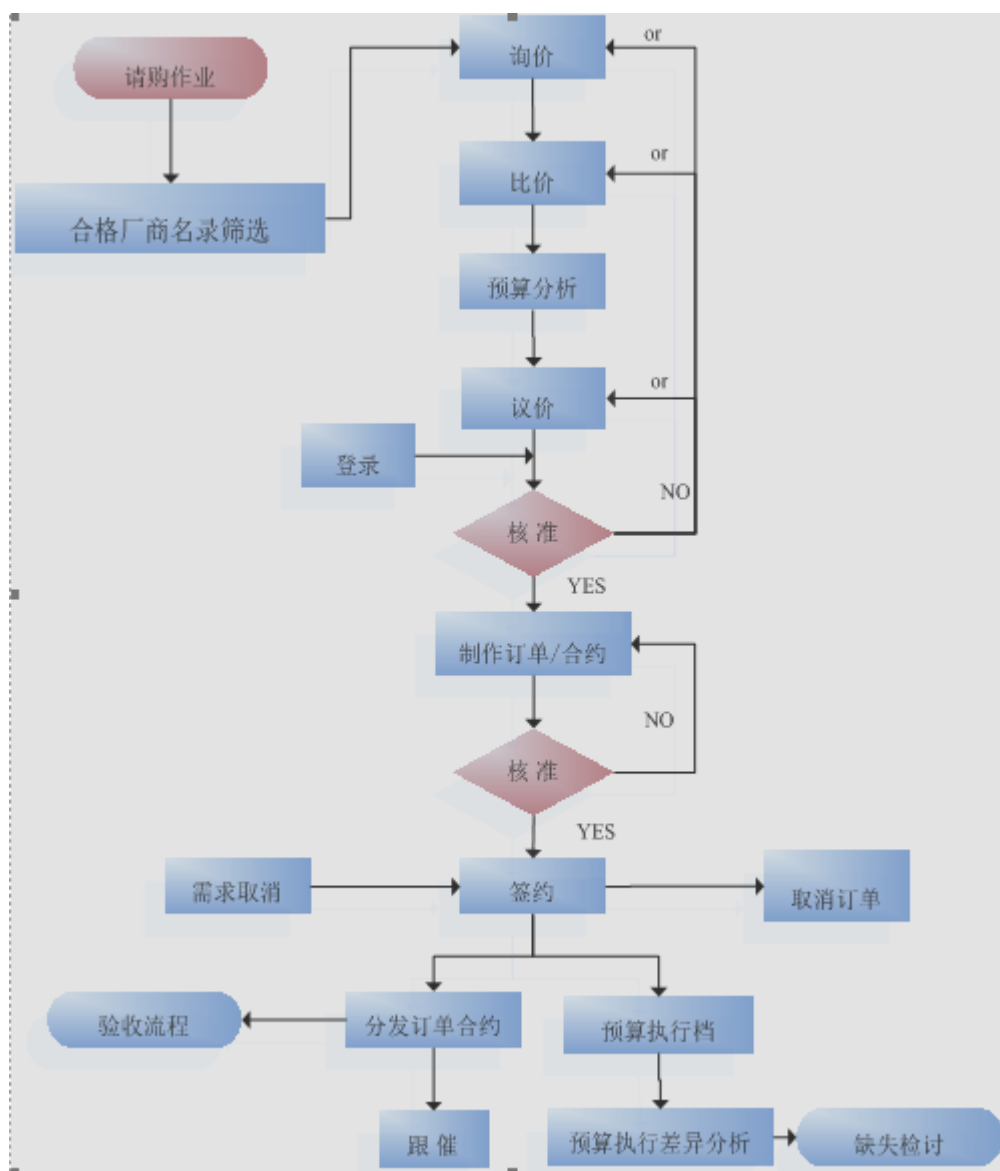 询价
or
请购作业
比价
or
合格厂商名录筛选
预算分析
议价
or
登录
NO
核 准
YES
制作订单/合约
NO
核 准
YES
需求取消
签约
取消订单
验收流程
分发订单合约
预算执行档
跟 催
预算执行差异分析
缺失检讨